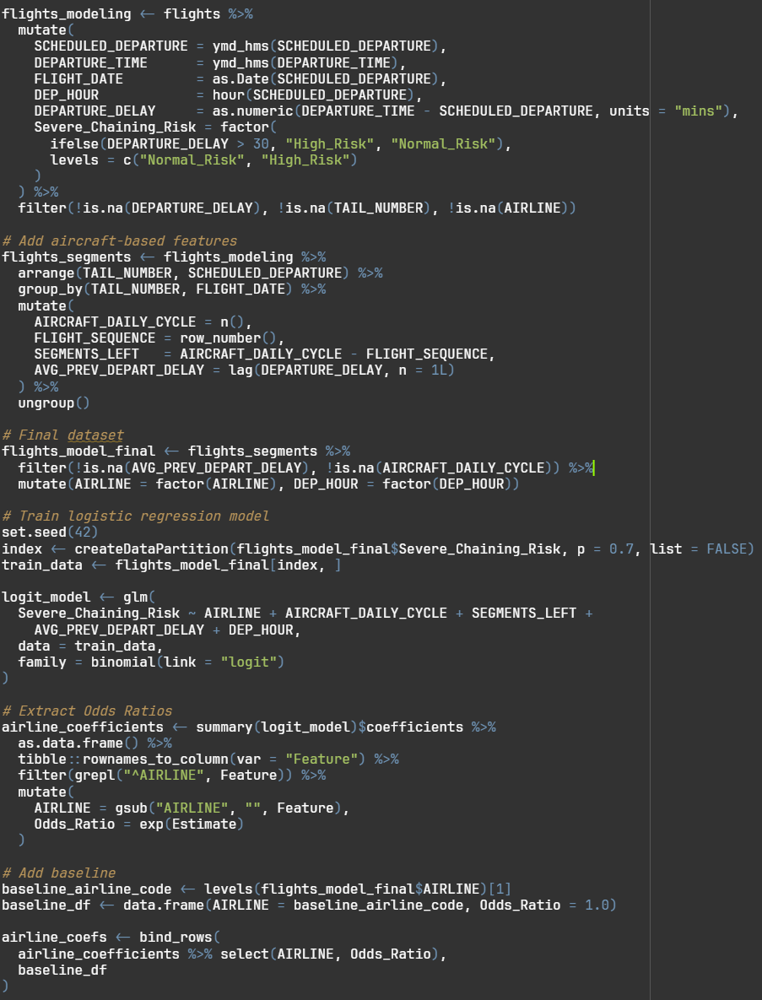 flights_modeling <- flights %>%
  mutate(
    SCHEDULED_DEPARTURE = ymd_hms(SCHEDULED_DEPARTURE),
    DEPARTURE_TIME      = ymd_hms(DEPARTURE_TIME),
    FLIGHT_DATE         = as.Date(SCHEDULED_DEPARTURE),
    DEP_HOUR            = hour(SCHEDULED_DEPARTURE),
    DEPARTURE_DELAY     = as.numeric(DEPARTURE_TIME - SCHEDULED_DEPARTURE, units = "mins"),
    Severe_Chaining_Risk = factor(
      ifelse(DEPARTURE_DELAY > 30, "High_Risk", "Normal_Risk"),
      levels = c("Normal_Risk", "High_Risk")
    )
  ) %>%
  filter(!is.na(DEPARTURE_DELAY), !is.na(TAIL_NUMBER), !is.na(AIRLINE))

# Add aircraft-based features
flights_segments <- flights_modeling %>%
  arrange(TAIL_NUMBER, SCHEDULED_DEPARTURE) %>%
  group_by(TAIL_NUMBER, FLIGHT_DATE) %>%
  mutate(
    AIRCRAFT_DAILY_CYCLE = n(),
    FLIGHT_SEQUENCE = row_number(),
    SEGMENTS_LEFT   = AIRCRAFT_DAILY_CYCLE - FLIGHT_SEQUENCE,
    AVG_PREV_DEPART_DELAY = lag(DEPARTURE_DELAY, n = 1L)
  ) %>%
  ungroup()

# Final dataset
flights_model_final <- flights_segments %>%
  filter(!is.na(AVG_PREV_DEPART_DELAY), !is.na(AIRCRAFT_DAILY_CYCLE)) %>%
  mutate(AIRLINE = factor(AIRLINE), DEP_HOUR = factor(DEP_HOUR))

# Train logistic regression model
set.seed(42)
index <- createDataPartition(flights_model_final$Severe_Chaining_Risk, p = 0.7, list = FALSE)
train_data <- flights_model_final[index, ]

logit_model <- glm(
  Severe_Chaining_Risk ~ AIRLINE + AIRCRAFT_DAILY_CYCLE + SEGMENTS_LEFT +
    AVG_PREV_DEPART_DELAY + DEP_HOUR,
  data = train_data,
  family = binomial(link = "logit")
)

# Extract Odds Ratios
airline_coefficients <- summary(logit_model)$coefficients %>%
  as.data.frame() %>%
  tibble::rownames_to_column(var = "Feature") %>%
  filter(grepl("^AIRLINE", Feature)) %>%
  mutate(
    AIRLINE = gsub("AIRLINE", "", Feature),
    Odds_Ratio = exp(Estimate)
  )

# Add baseline
baseline_airline_code <- levels(flights_model_final$AIRLINE)[1]
baseline_df <- data.frame(AIRLINE = baseline_airline_code, Odds_Ratio = 1.0)

airline_coefs <- bind_rows(
  airline_coefficients %>% select(AIRLINE, Odds_Ratio),
  baseline_df
)